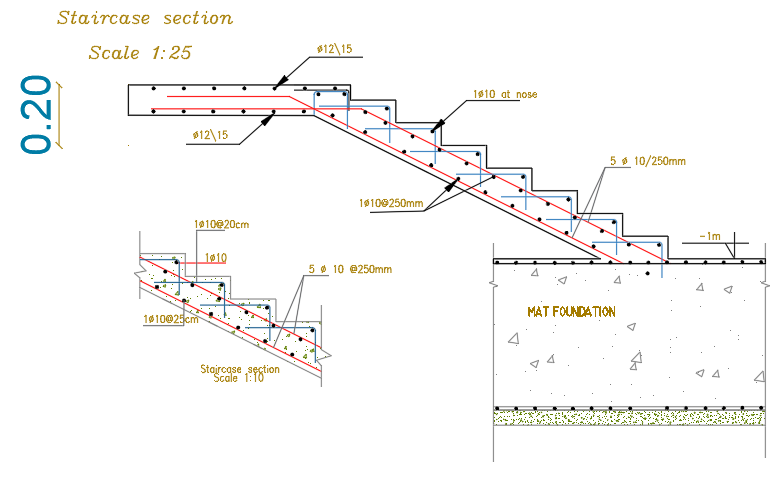 Staircase section
Scale 1:25
ø12\15
0.20
1ø10 at nose
ø12\15
5 ø 10/250mm
1ø10@250mm
1ø10@20cm
-1m
1ø10
5 ø 10 @250mm
MAT FOUNDATION
1ø10@25cm
Staircase section
Scale 1:10